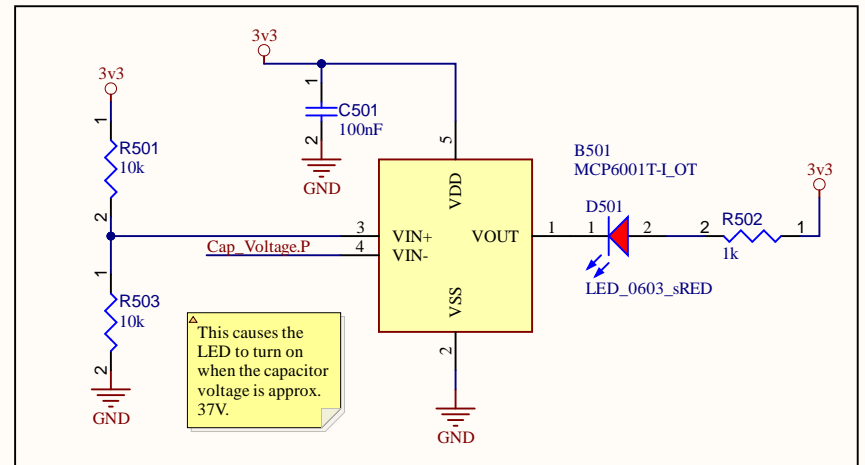 3v3
3v3
1
C501
100nF
2
GND
1
R501
10k
2
5
VDD
B501
MCP6001T-I_OT
3v3
D501
3
VIN+
VOUT
1
1
2
2
R502
1
1k
Cap_Voltage.P
4
VIN-
LED_0603_sRED
1
R503
10k
2
GND
VSS
2
GND
This causes the
LED to turn on
when the capacitor
voltage is approx.
37V.